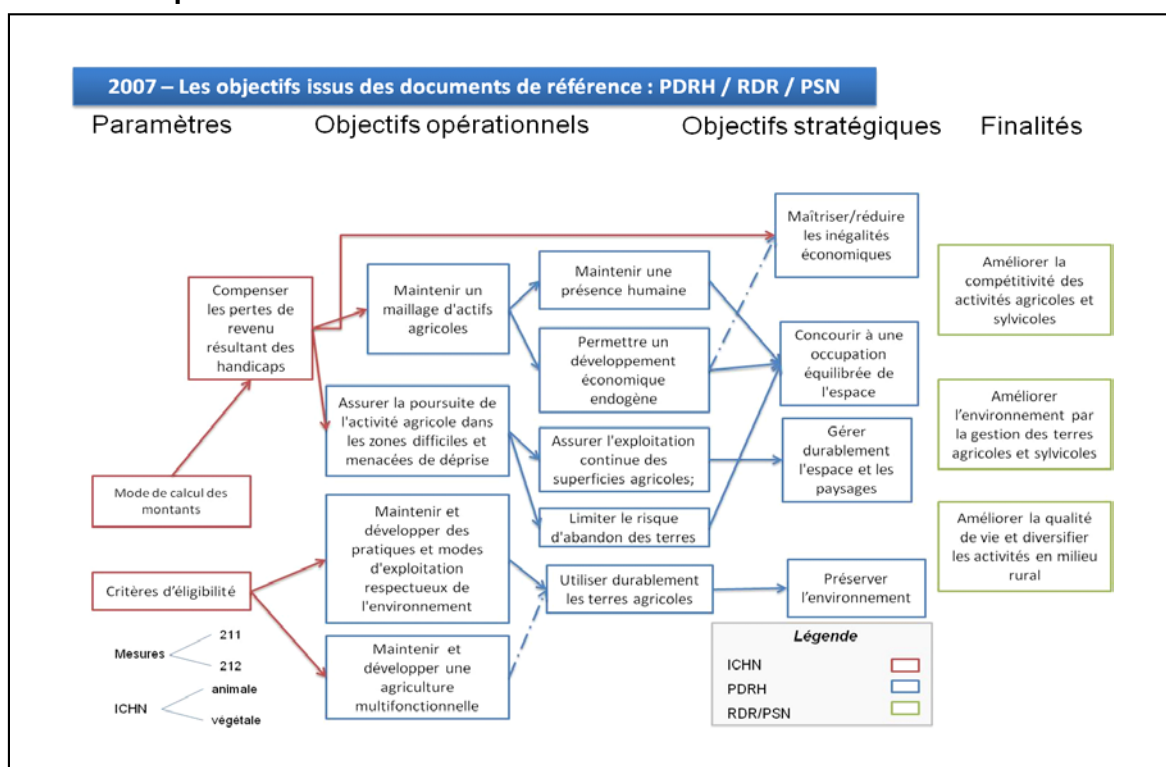 2007 – Les objectifs issus des documents de référence : PDRH / RDR / PSN
Paramètres
Objectifs opérationnels
Objectifs stratégiques
Finalités
Compenser
les pertes de
revenu
résultant des
handicaps
Mode de calcul des
montants
Critères d'éligibilité
Mesures
211
212
ICHN
animale
végétale
Maintenir un
maillage d'actifs
agricoles
Assurer la poursuite de
l'activité agricole dans
les zones difficiles et
menacées de déprise
Maintenir et
développer des
pratiques et modes
d'exploitation
respectueux de
l'environnement
Maintenir et
développer une
agriculture
multifonctionnelle
Maintenir une
présence humaine
Permettre un
développement
économique
endogène
Assurer l'exploitation
continue des
superficies agricoles;
Limiter le risque
d'abandon des terres
Utiliser durablement
les terres agricoles
Maîtriser/réduire
les inégalités
économiques
Concourir à une
occupation
équilibrée de
l'espace
Gérer
durablement
l'espace et les
paysages
Préserver
l'environnement
Améliorer la
compétitivité des
activités agricoles et
sylvicoles
Améliorer
l'environnement par
la gestion des terres
agricoles et sylvicoles
Améliorer la qualité
de vie et diversifier
les activités en milieu
rural
Légende
ICHN
PDRH
RDR/PSN